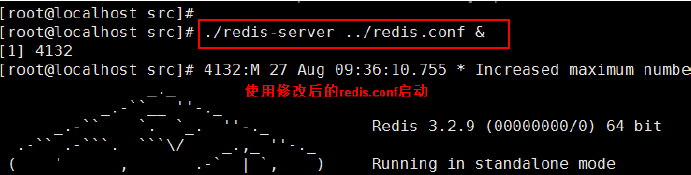 [root@localhost src]#
[root@localhost src]# ./redis-server ../redis.conf &
[1] 4132
[root@localhost src]# 4132:M 27 Aug 09:36:10.755 * Increased maximum numbe
使用修改后的redis.conf启动
                _._
           _.-``__ ''-._
      _.-``    `.  `_.  ''-._           Redis 3.2.9 (00000000/0) 64 bit
  .-`` .-```.  ```\/    _.,_ ''-._
 (    '      ,       .-`  | `,    )     Running in standalone mode